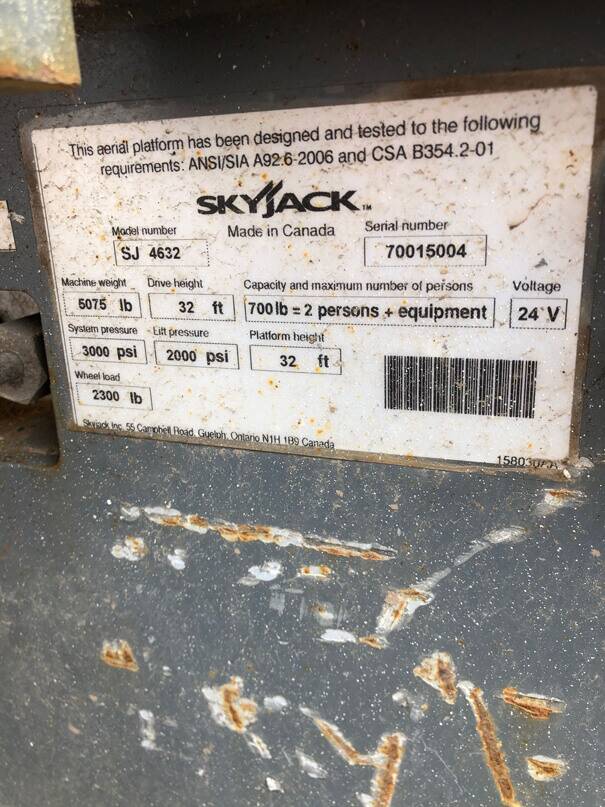 This aerial platform has been designed and tested to the following
requirements: ANSI/SIA A92.6-2006 and CSA B354.2-01
SKYJACK™
Model number Made in Canada Serial number
SJ 4632 70015004
Machine weight Drive height Capacity and maximum number of persons Voltage
5075 lb 32 ft 700 lb = 2 persons + equipment 24 V
System pressure Lift pressure Platform height
3000 psi 2000 psi 32 ft
Wheel load
2300 lb
Skyjack Inc. 55 Campbell Road, Guelph, Ontario N1H 1B9 Canada